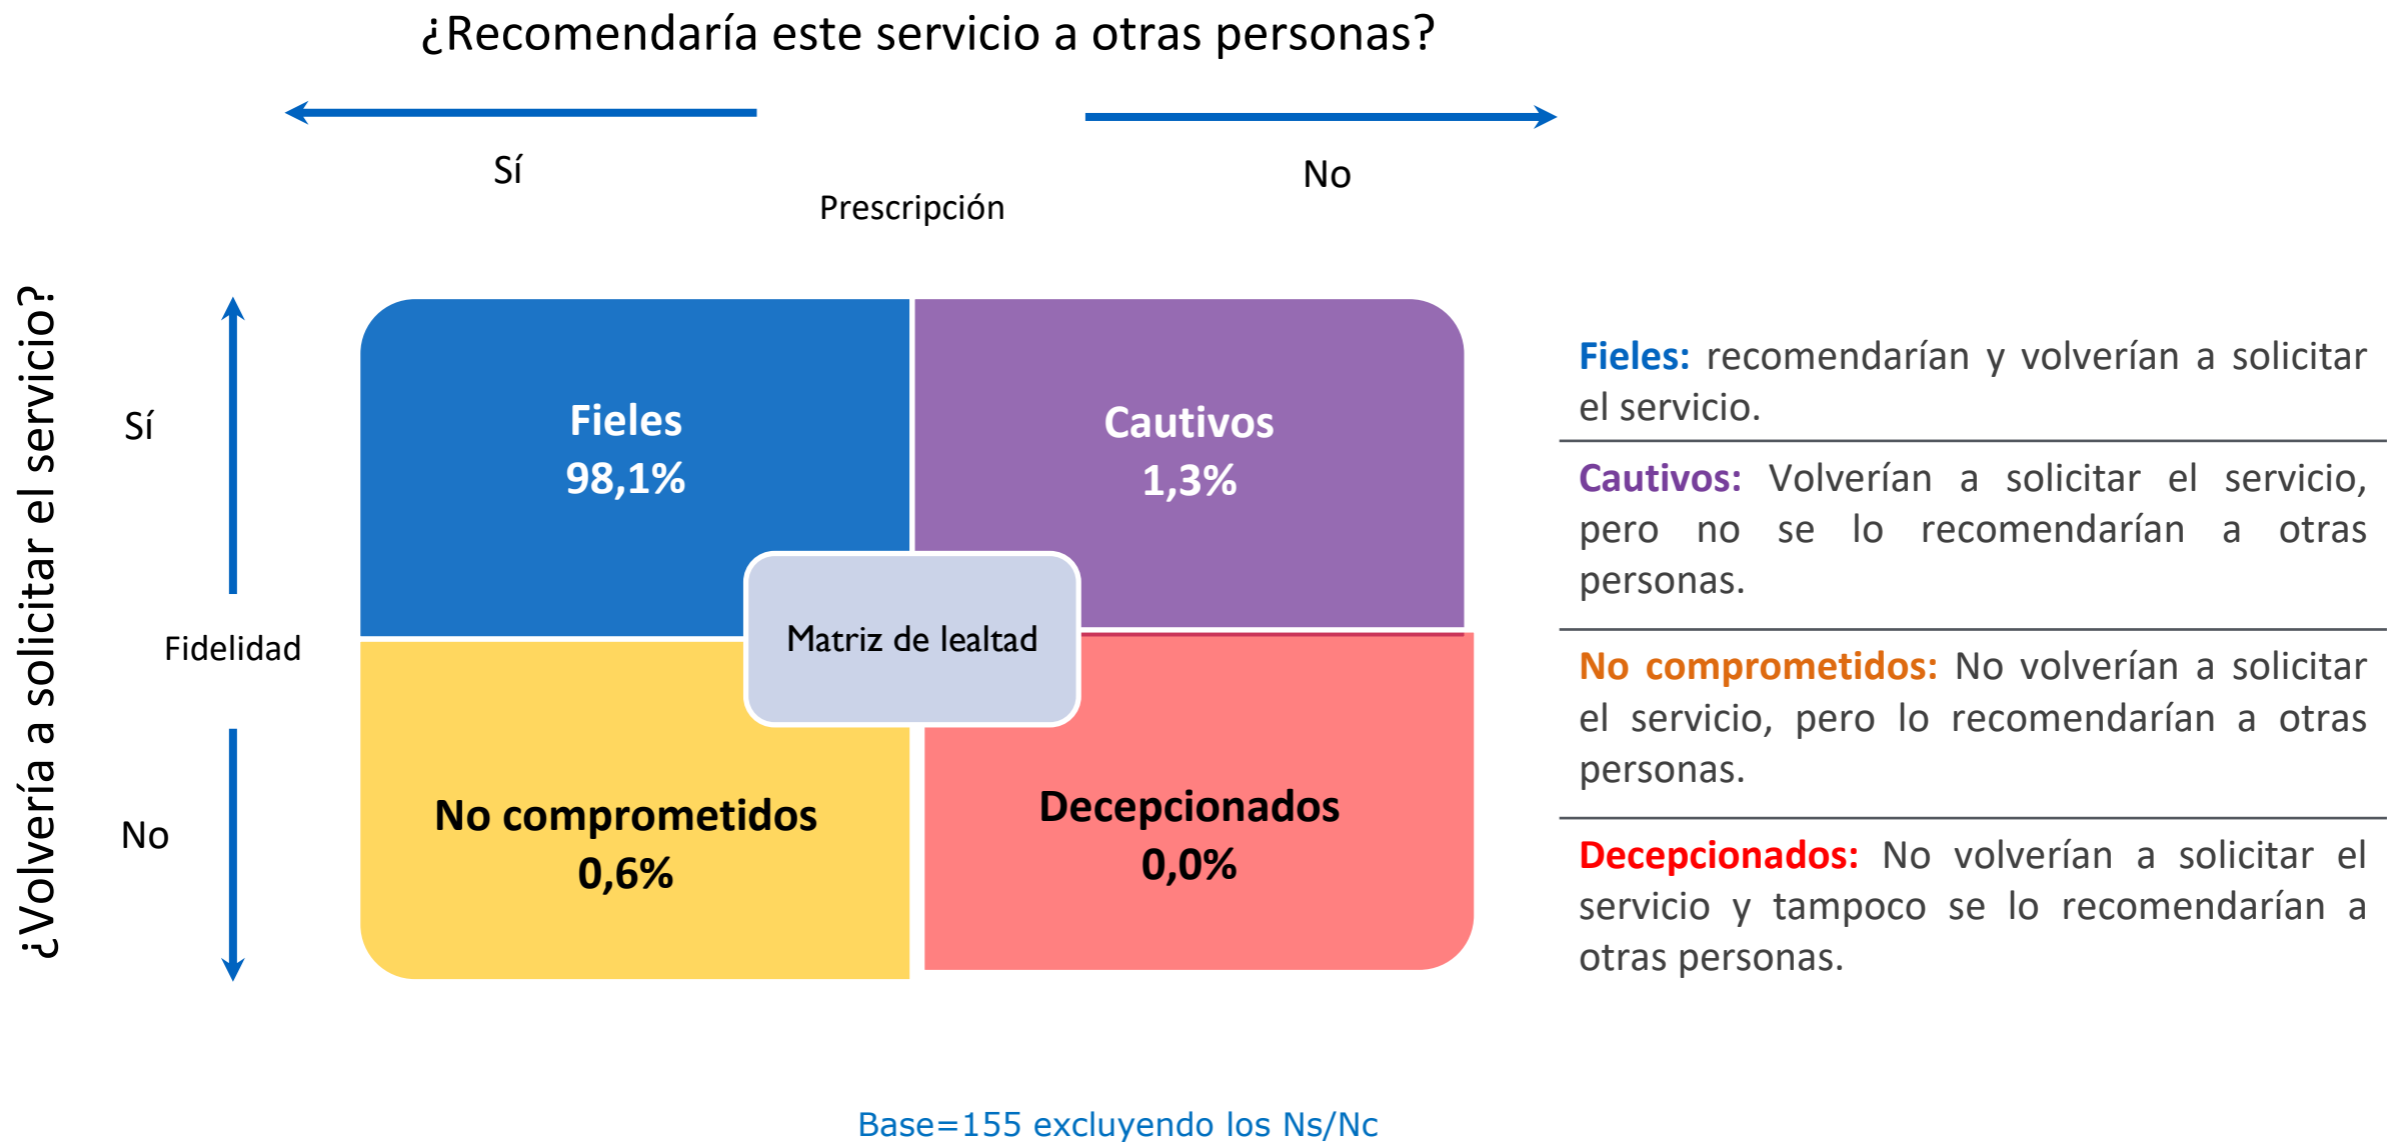 ¿Recomendaría este servicio a otras personas?
Sí
No
Prescripción
¿Volvería a solicitar el servicio?
Sí
Fidelidad
No
Fieles
98,1%
Cautivos
1,3%
Matriz de lealtad
No comprometidos
0,6%
Decepcionados
0,0%
Fieles: recomendarían y volverían a solicitar
el servicio.
Cautivos: Volverían a solicitar el servicio,
pero no se lo recomendarían a otras
personas.
No comprometidos: No volverían a solicitar
el servicio, pero lo recomendarían a otras
personas.
Decepcionados: No volverían a solicitar el
servicio y tampoco se lo recomendarían a
otras personas.
Base=155 excluyendo los Ns/Nc